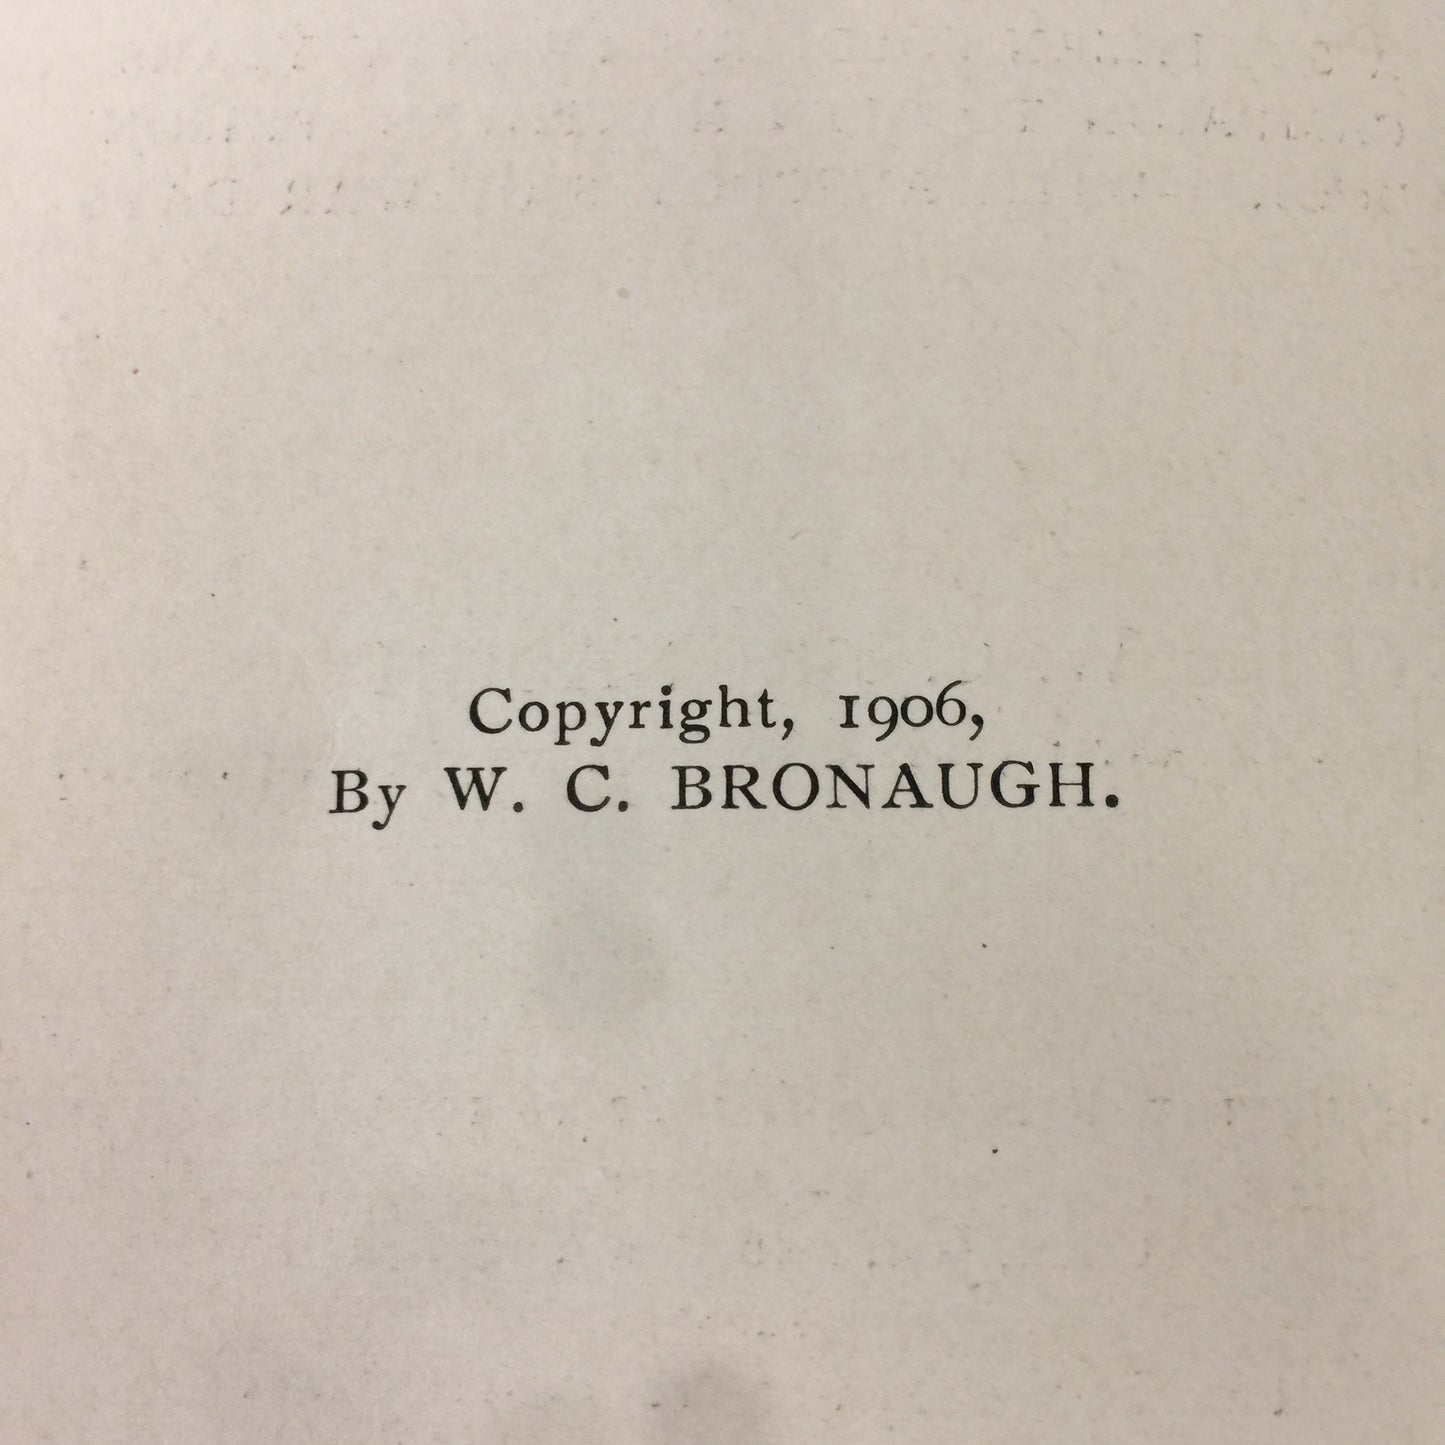 Copyright, 1906,
By W. C. BRONAUGH.